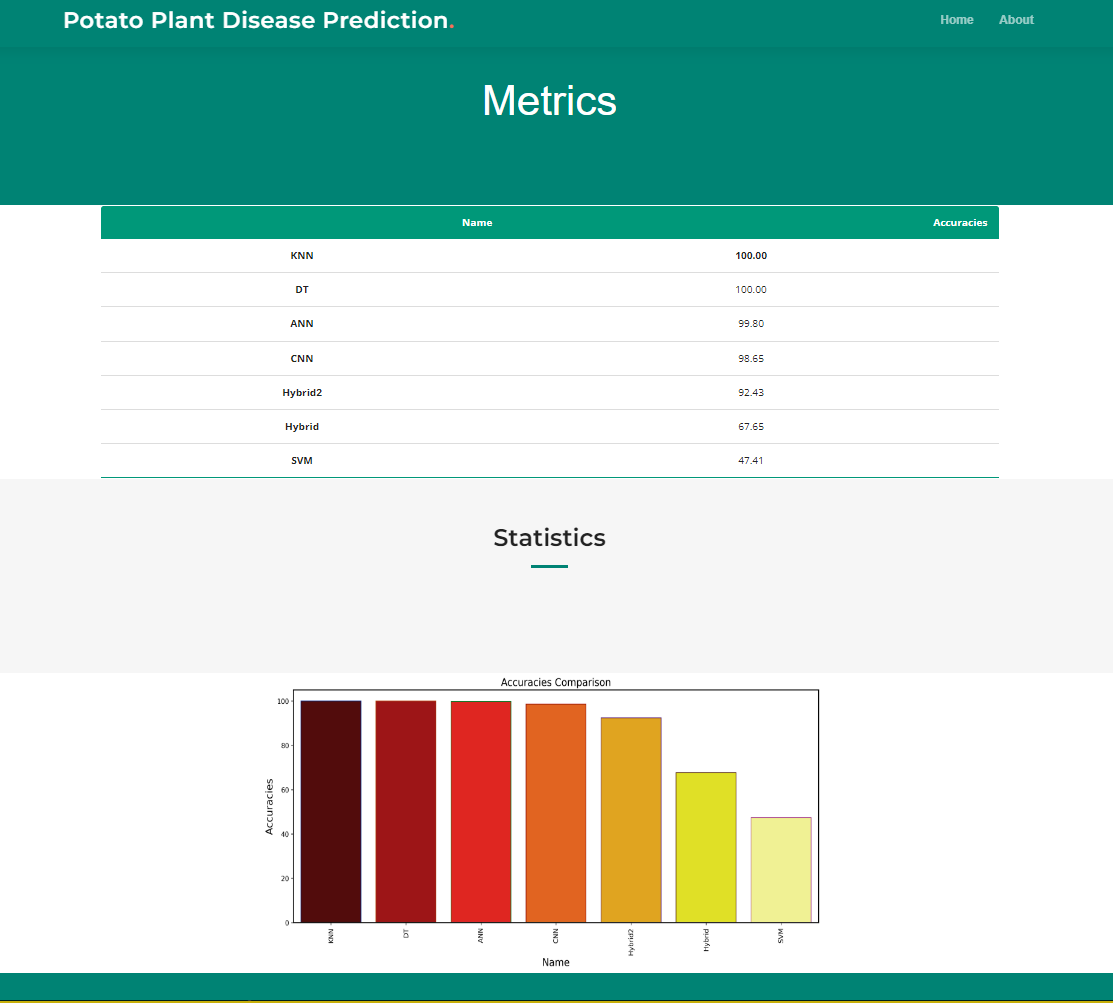 Potato Plant Disease Prediction.
Home About
Metrics
Name Accuracies
KNN 100.00
DT 100.00
ANN 99.80
CNN 98.65
Hybrid2 92.43
Hybrid 67.65
SVM 47.41
Statistics
Accuracies Comparison
100
80
60
40
20
0
Accuracies
KNN DT ANN CNN Hybrid2 Hybrid SVM
Name